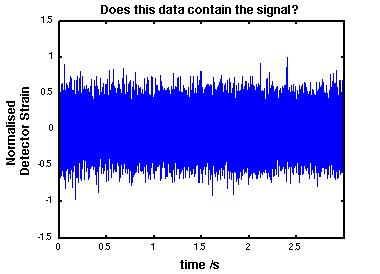 Does this data contain the signal?
1.5
1
0.5
0
-0.5
-1
-1.5
Normalised
Detector Strain
0 0.5 1 1.5 2 2.5
time /s